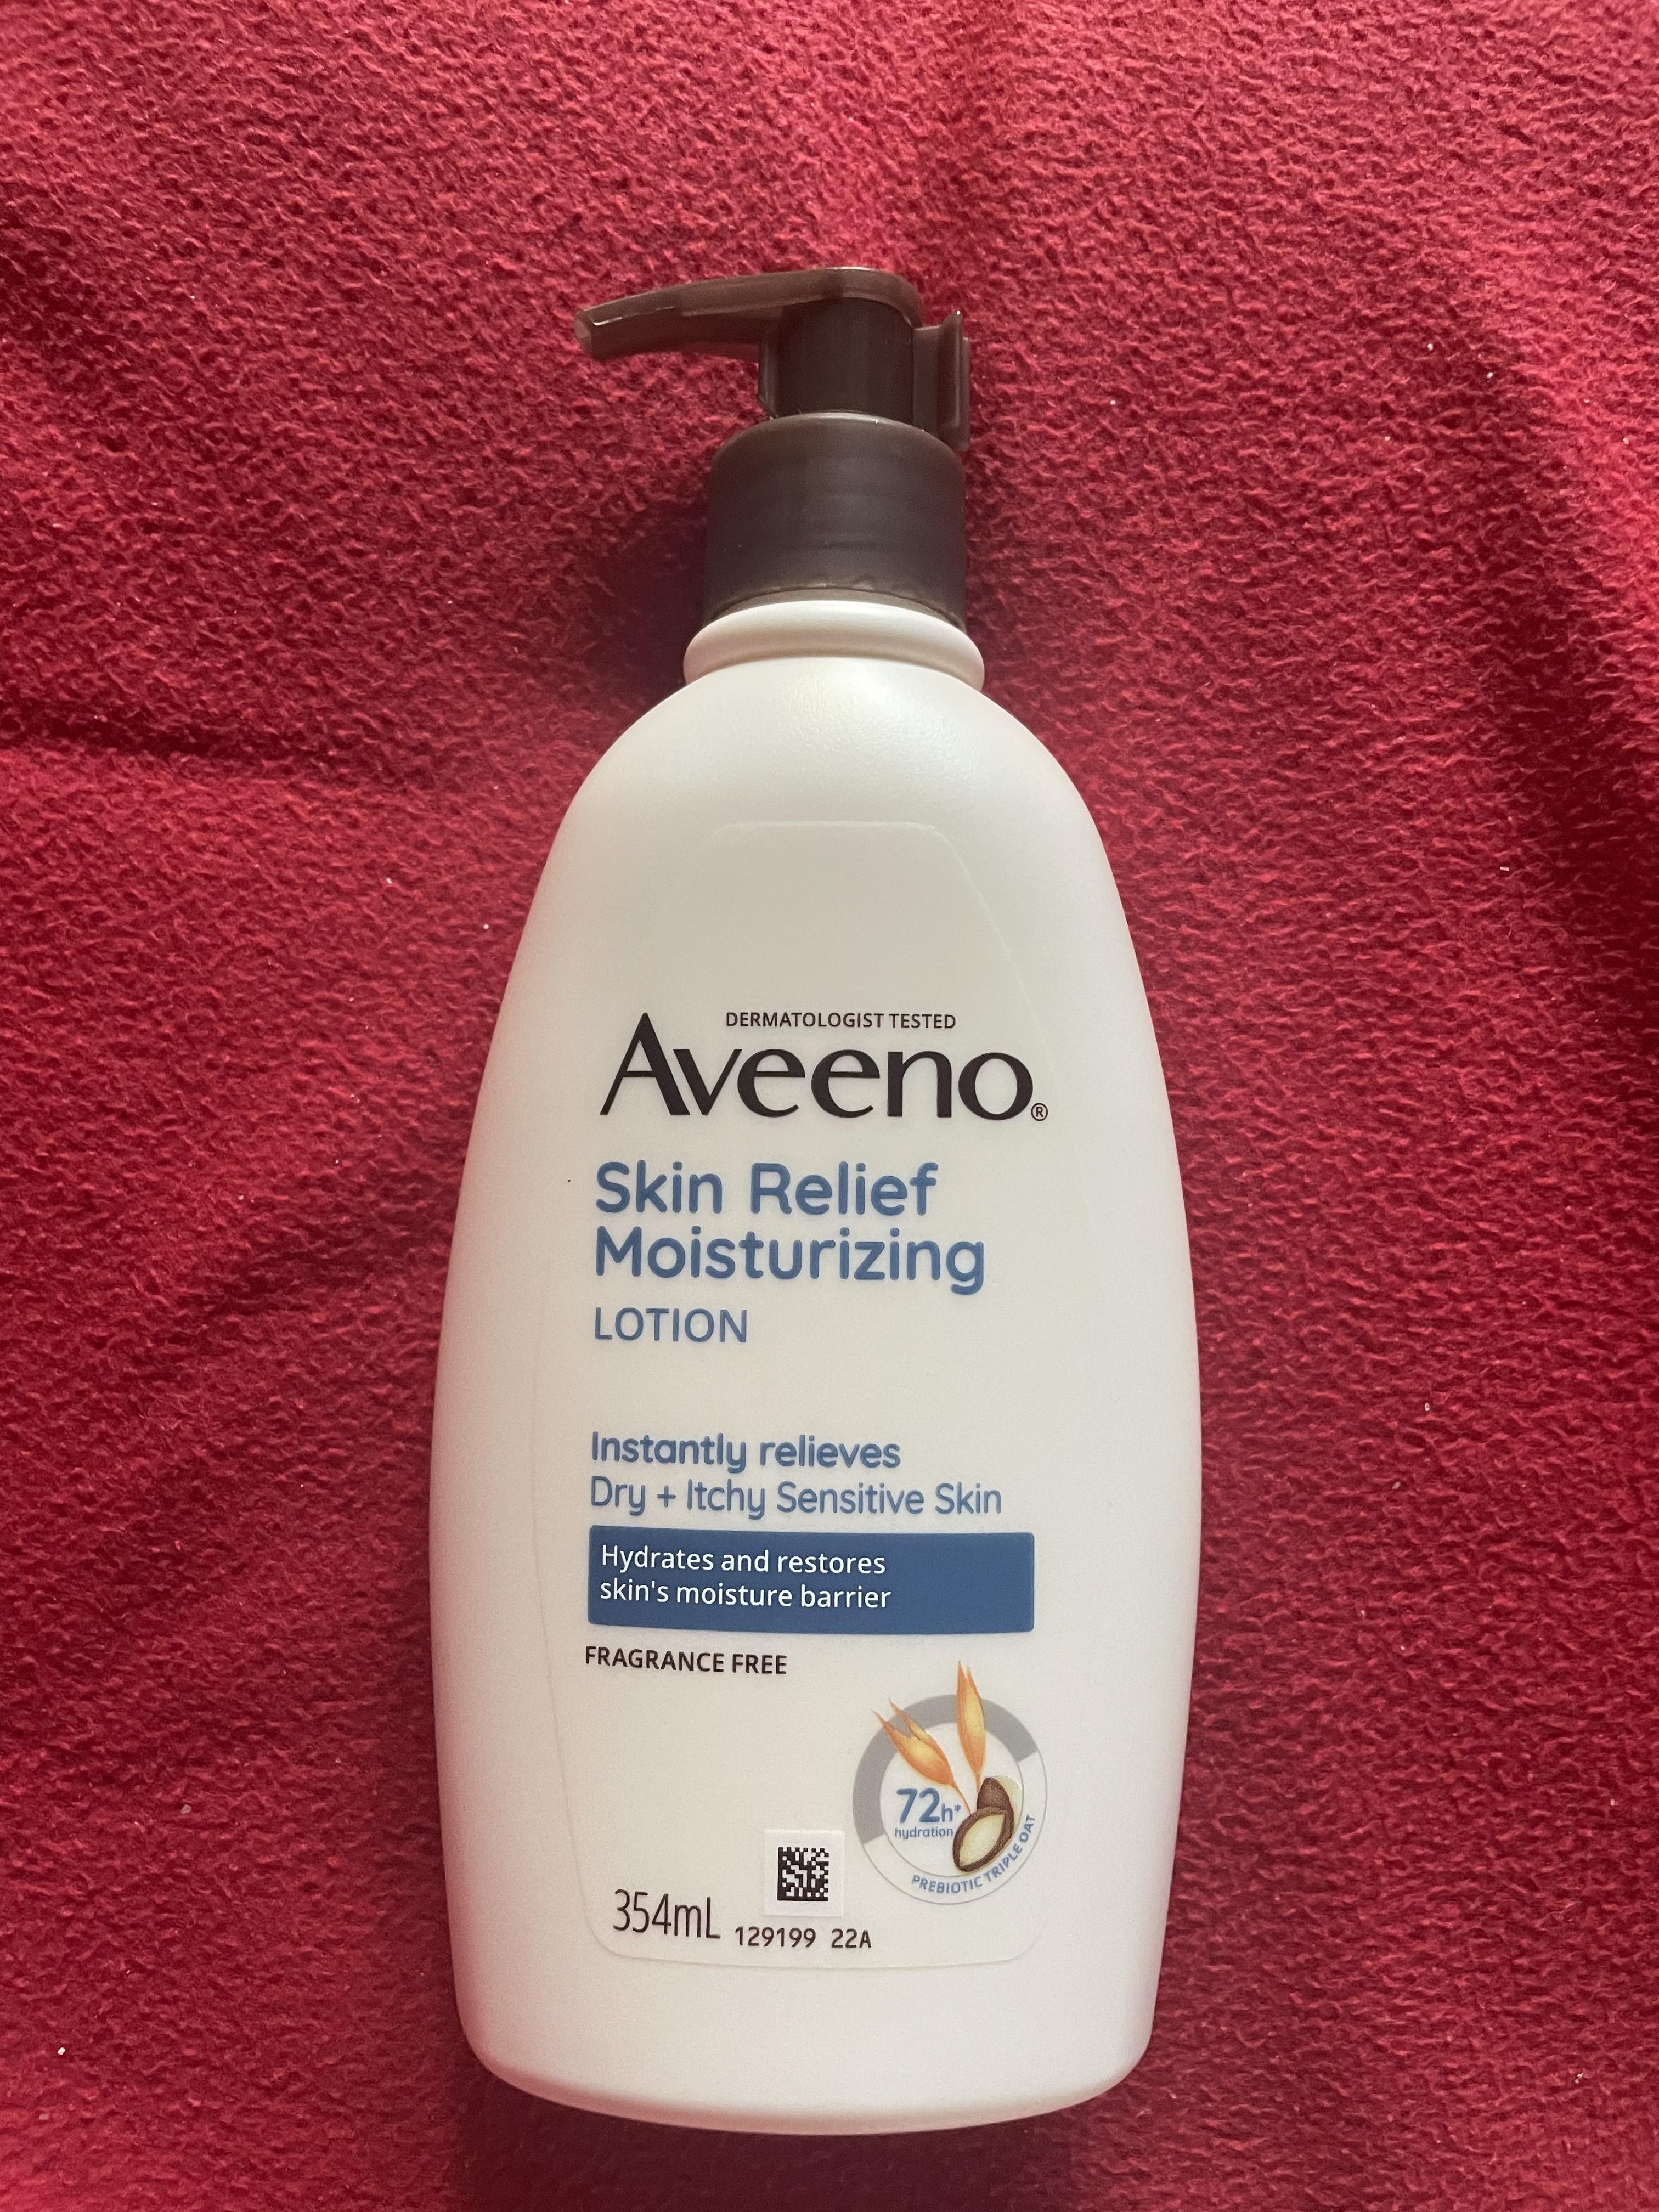 DERMATOLOGIST TESTED
Aveeno®
Skin Relief
Moisturizing
LOTION
Instantly relieves
Dry + Itchy Sensitive Skin
Hydrates and restores
skin's moisture barrier
FRAGRANCE FREE
72h*
hydration
PREBIOTIC TRIPLE OAT
354mL
129199 22A